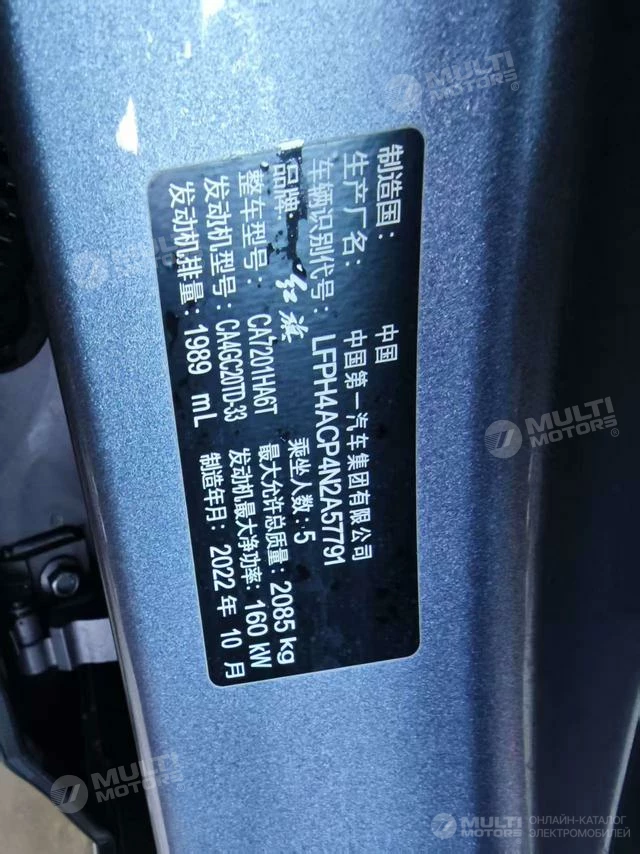 制造国： 中国
生产厂名： 中国第一汽车集团有限公司
车辆识别代号： LFPH4ACP4N2A57791
品牌： 红旗 乘坐人数：5
整车型号： CA7201HA6T 最大允许总质量：2085 kg
发动机型号： CA4GC20TD-33 发动机最大净功率：160 kW
发动机排量： 1989 mL 制造年月：2022 年 10 月
MULTI MOTORS
MULTI MOTORS
MULTI MOTORS
MULTI MOTORS
MULTI MOTORS
ОНЛАЙН-КАТАЛОГ
ЭЛЕКТРОМОБИЛЕЙ